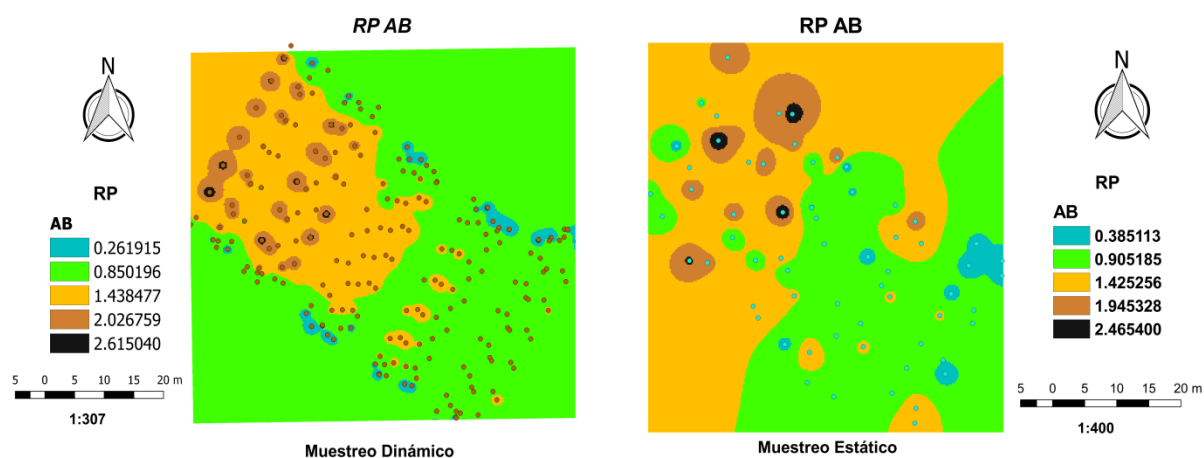 RP AB
N
RP
AB
0.261915
0.850196
1.438477
2.026759
2.615040
5 0 5 10 15 20 m
1:307
Muestreo Dinámico
RP AB
N
RP
AB
0.385113
0.905185
1.425256
1.945328
2.465400
5 0 5 10 15 20 m
1:400
Muestreo Estático